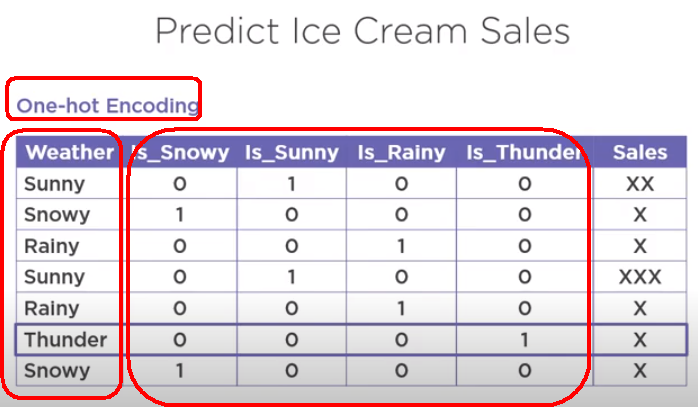 Predict Ice Cream Sales
One-hot Encoding
Weather Is_Snowy Is_Sunny Is_Rainy Is_Thunder Sales
Sunny 0 1 0 0 XX
Snowy 1 0 0 0 X
Rainy 0 0 1 0 X
Sunny 0 1 0 0 XXX
Rainy 0 0 1 0 X
Thunder 0 0 0 1 X
Snowy 1 0 0 0 X